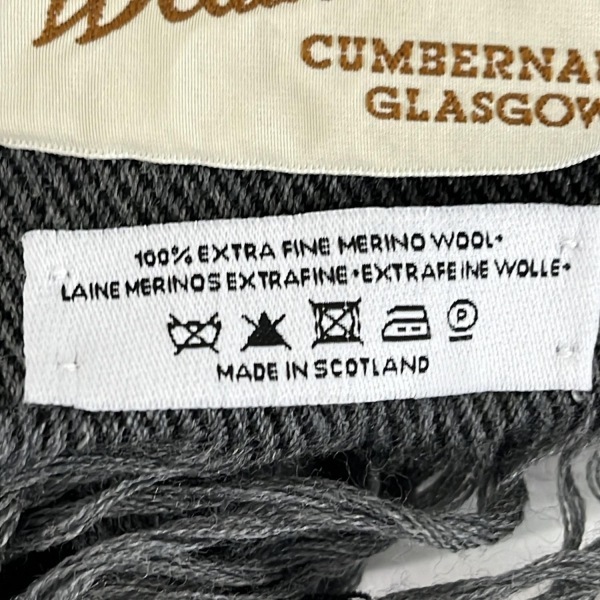 CUMBERNA
GLASGOW
100% EXTRA FINE MERINO WOOL•
LAINE MERINOS EXTRAFINE•EXTRAFEINE WOLLE•
P
MADE IN SCOTLAND